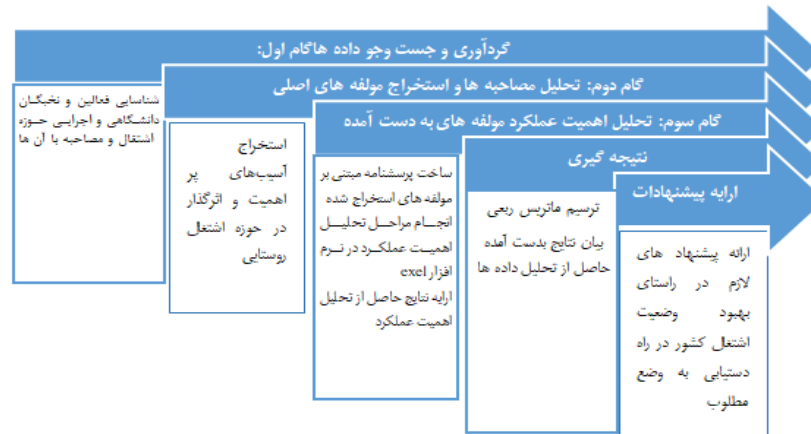 گردآوری و جست وجو داده هاگام اول:
شناسایی فعالین و نخبگان
دانشگاهی و اجرایی حوزه
اشتغال و مصاحبه با آن ها
گام دوم: تحلیل مصاحبه ها و استخراج مولفه های اصلی
استخراج
آسیب‌های پر
اهمیت و اثرگذار
در حوزه اشتغال
روستایی
گام سوم: تحلیل اهمیت عملکرد مولفه های به دست آمده
ساخت پرسشنامه مبتنی بر
مولفه های استخراج شده
انجام مراحل تحلیل
اهمیت عملکرد در نرم
افزار exel
ارایه نتایج حاصل از تحلیل
اهمیت عملکرد
نتیجه گیری
ترسیم ماتریس ربعی
بیان نتایج بدست آمده
حاصل از تحلیل داده ها
ارایه پیشنهادات
ارائه پیشنهاد های
لازم در راستای
بهبود وضعیت
اشتغال کشور در راه
دستیابی به وضع
مطلوب